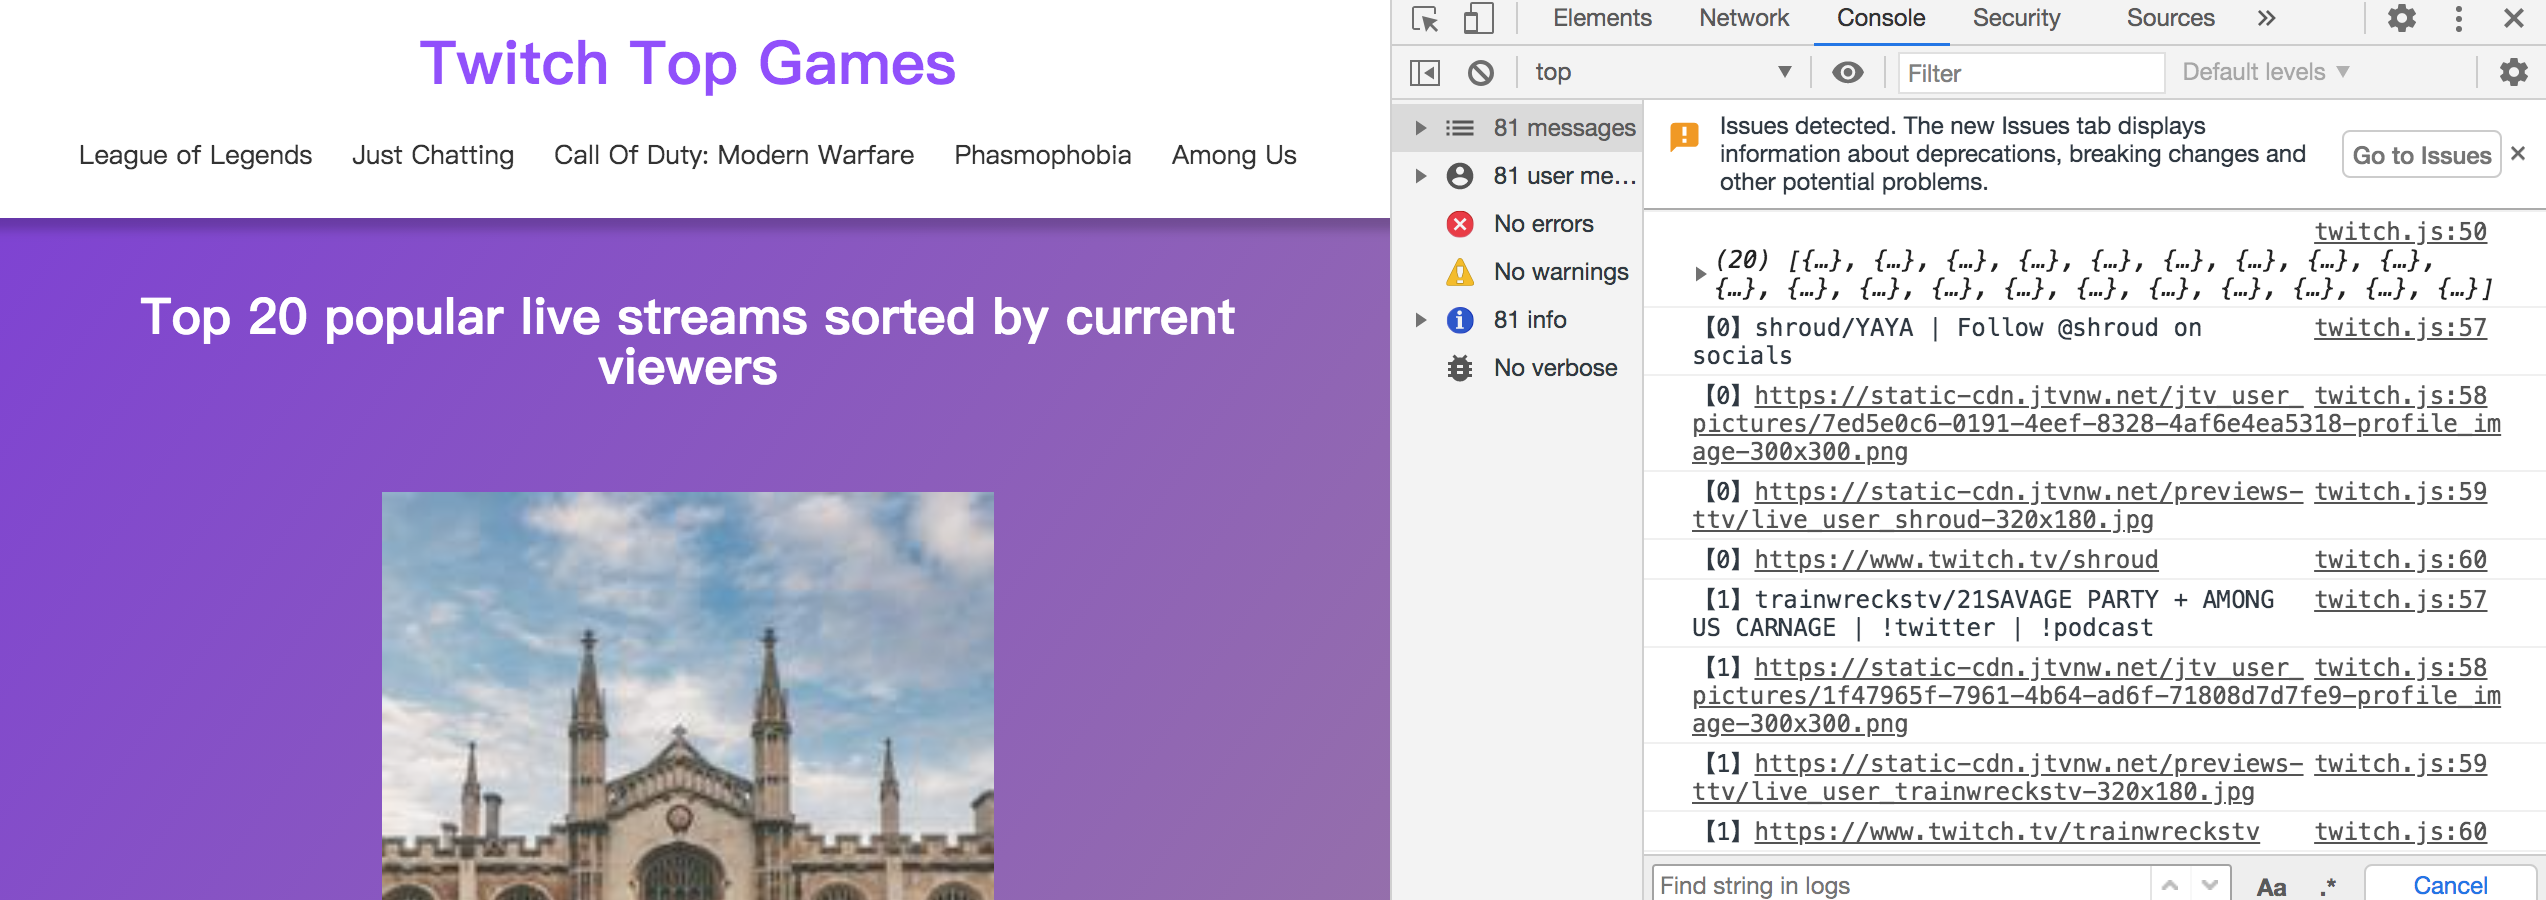 Twitch Top Games
League of Legends Just Chatting Call Of Duty: Modern Warfare Phasmophobia Among Us
Top 20 popular live streams sorted by current
viewers
Elements Network Console Security Sources »
top Filter Default levels
81 messages
81 user me...
No errors
No warnings
81 info
No verbose
Issues detected. The new Issues tab displays
information about deprecations, breaking changes and
other potential problems.
Go to Issues
twitch.js:50
(20) [{…}, {…}, {…}, {…}, {…}, {…}, {…}, {…}, {…},
{…}, {…}, {…}, {…}, {…}, {…}, {…}, {…}, {…}, {…}, {…}]
【0】shroud/YAYA | Follow @shroud on twitch.js:57
socials
【0】https://static-cdn.jtvnw.net/jtv_user_ twitch.js:58
pictures/7ed5e0c6-0191-4eef-8328-4af6e4ea5318-profile_im
age-300x300.png
【0】https://static-cdn.jtvnw.net/previews- twitch.js:59
ttv/live_user_shroud-320x180.jpg
【0】https://www.twitch.tv/shroud twitch.js:60
【1】trainwreckstv/21SAVAGE PARTY + AMONG twitch.js:57
US CARNAGE | !twitter | !podcast
【1】https://static-cdn.jtvnw.net/jtv_user_ twitch.js:58
pictures/1f47965f-7961-4b64-ad6f-71808d7d7fe9-profile_im
age-300x300.png
【1】https://static-cdn.jtvnw.net/previews- twitch.js:59
ttv/live_user_trainwreckstv-320x180.jpg
【1】https://www.twitch.tv/trainwreckstv twitch.js:60
Find string in logs Aa .* Cancel